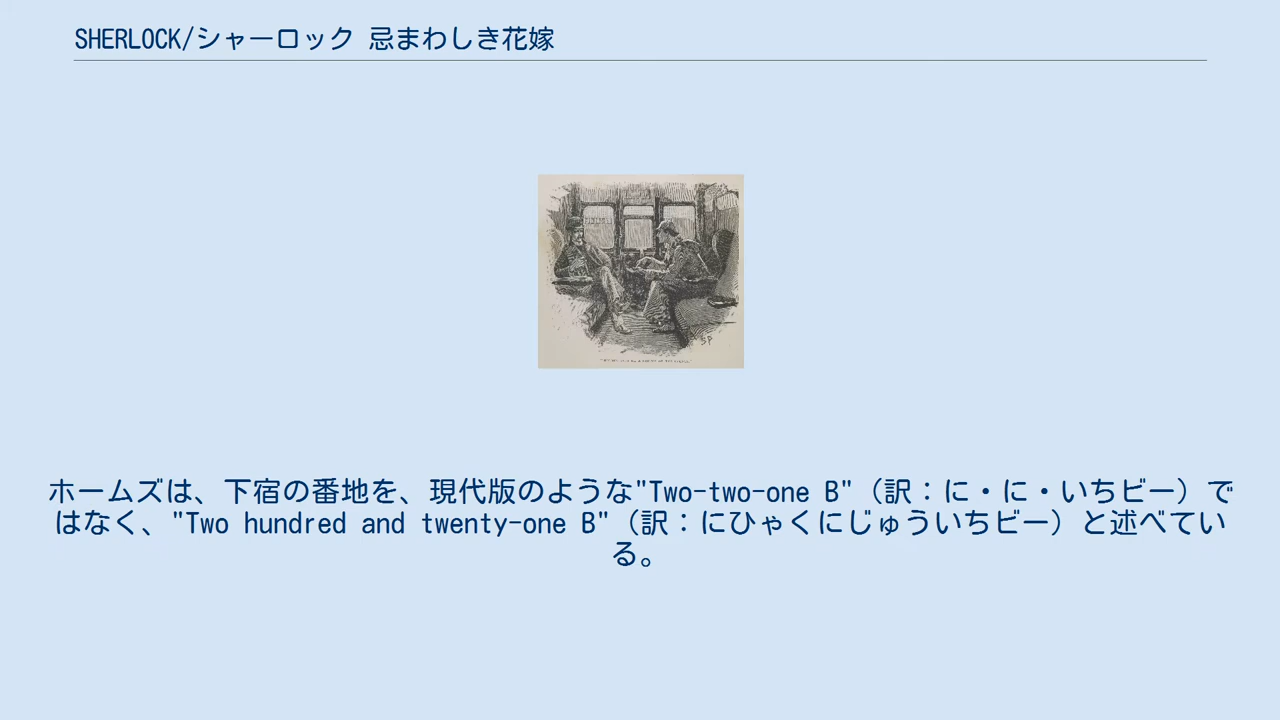 SHERLOCK/シャーロック 忌まわしき花嫁
SP
ホームズは、下宿の番地を、現代版のような"Two-two-one B"（訳：に・に・いちビー）で
はなく、"Two hundred and twenty-one B"（訳：にひゃくにじゅういちビー）と述べてい
る。